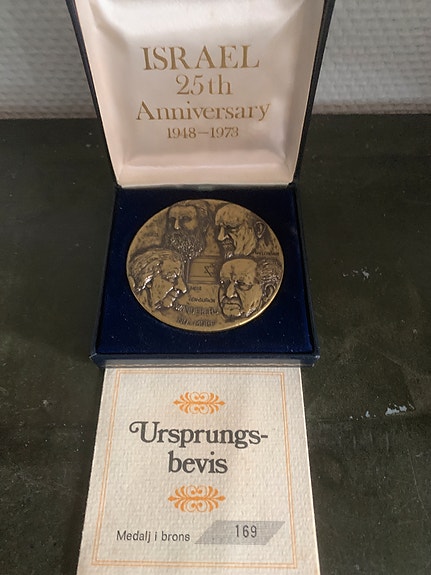 ISRAEL
25th
Anniversary
1948-1973
Ursprungs-
bevis
Medalj i brons 169